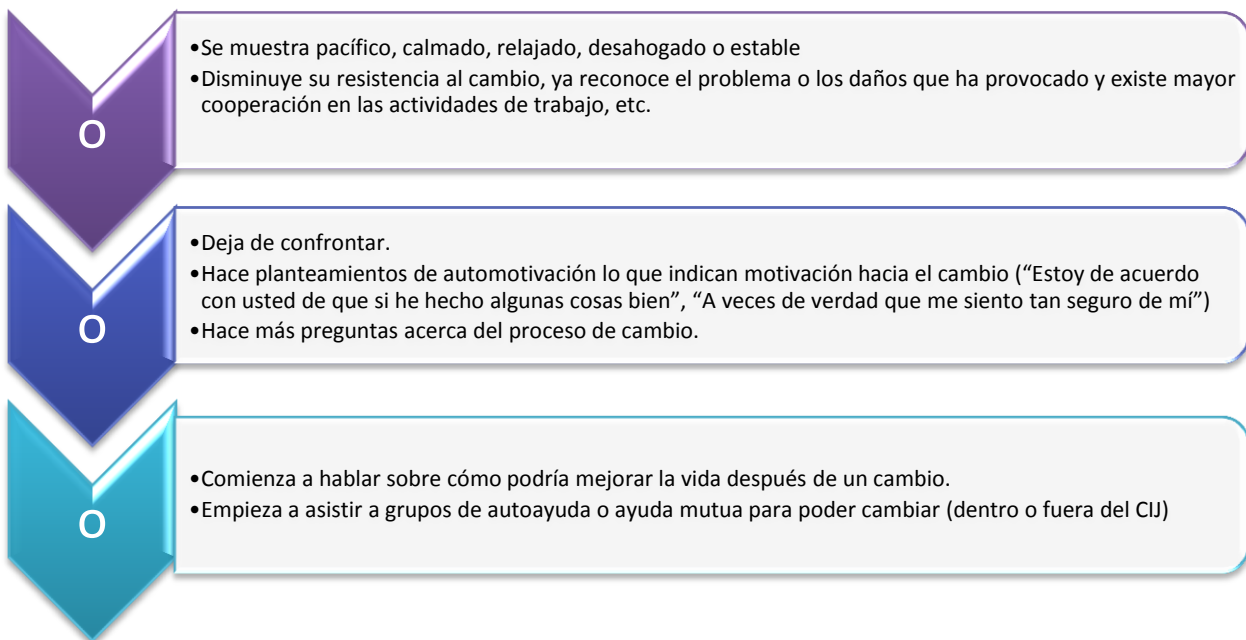 O
•Se muestra pacífico, calmado, relajado, desahogado o estable
•Disminuye su resistencia al cambio, ya reconoce el problema o los daños que ha provocado y existe mayor
cooperación en las actividades de trabajo, etc.
O
•Deja de confrontar.
•Hace planteamientos de automotivación lo que indican motivación hacia el cambio (“Estoy de acuerdo
con usted de que si he hecho algunas cosas bien”, “A veces de verdad que me siento tan seguro de mí”)
•Hace más preguntas acerca del proceso de cambio.
O
•Comienza a hablar sobre cómo podría mejorar la vida después de un cambio.
•Empieza a asistir a grupos de autoayuda o ayuda mutua para poder cambiar (dentro o fuera del CIJ)